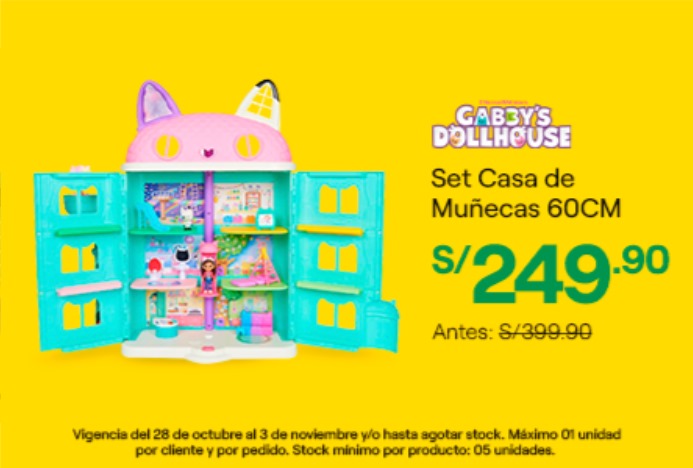 GABBY'S
DOLLHOUSE
Set Casa de
Muñecas 60CM
S/249.90
Antes: S/399.90
Vigencia del 28 de octubre al 3 de noviembre y/o hasta agotar stock. Máximo 01 unidad
por cliente y por pedido. Stock mínimo por producto: 05 unidades.